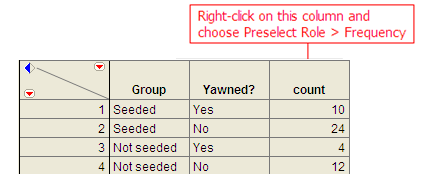 Right-click on this column and
choose Preselect Role > Frequency
Group Yawned? count
1 Seeded Yes 10
2 Seeded No 24
3 Not seeded Yes 4
4 Not seeded No 12